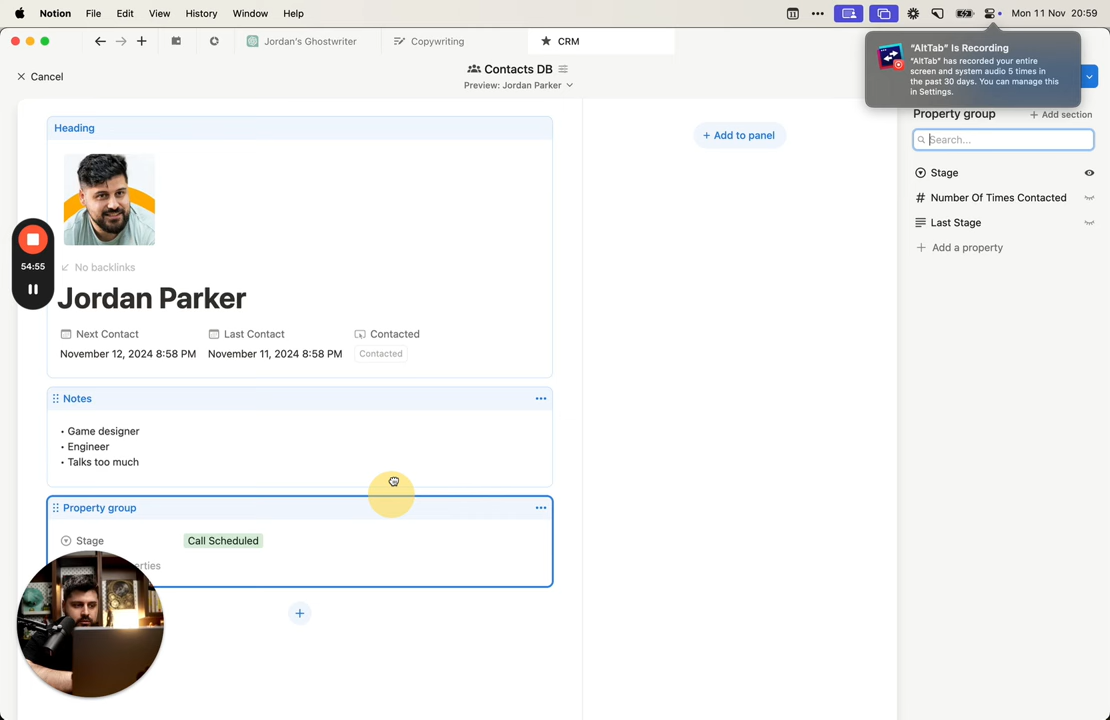 Notion File Edit View History Window Help Mon 11 Nov 20:59
Jordan's Ghostwriter Copywriting CRM
"AltTab" Is Recording
"AltTab" has recorded your entire
screen and system audio 5 times in
the past 30 days. You can manage this
in Settings.
Cancel
Contacts DB
Preview: Jordan Parker
Heading
No backlinks
Jordan Parker
Next Contact Last Contact Contacted
November 12, 2024 8:58 PM November 11, 2024 8:58 PM Contacted
54:55
Notes
• Game designer
• Engineer
• Talks too much
Property group
Stage Call Scheduled
+ Add to panel
Property group + Add section
Search...
Stage
# Number Of Times Contacted
Last Stage
+ Add a property